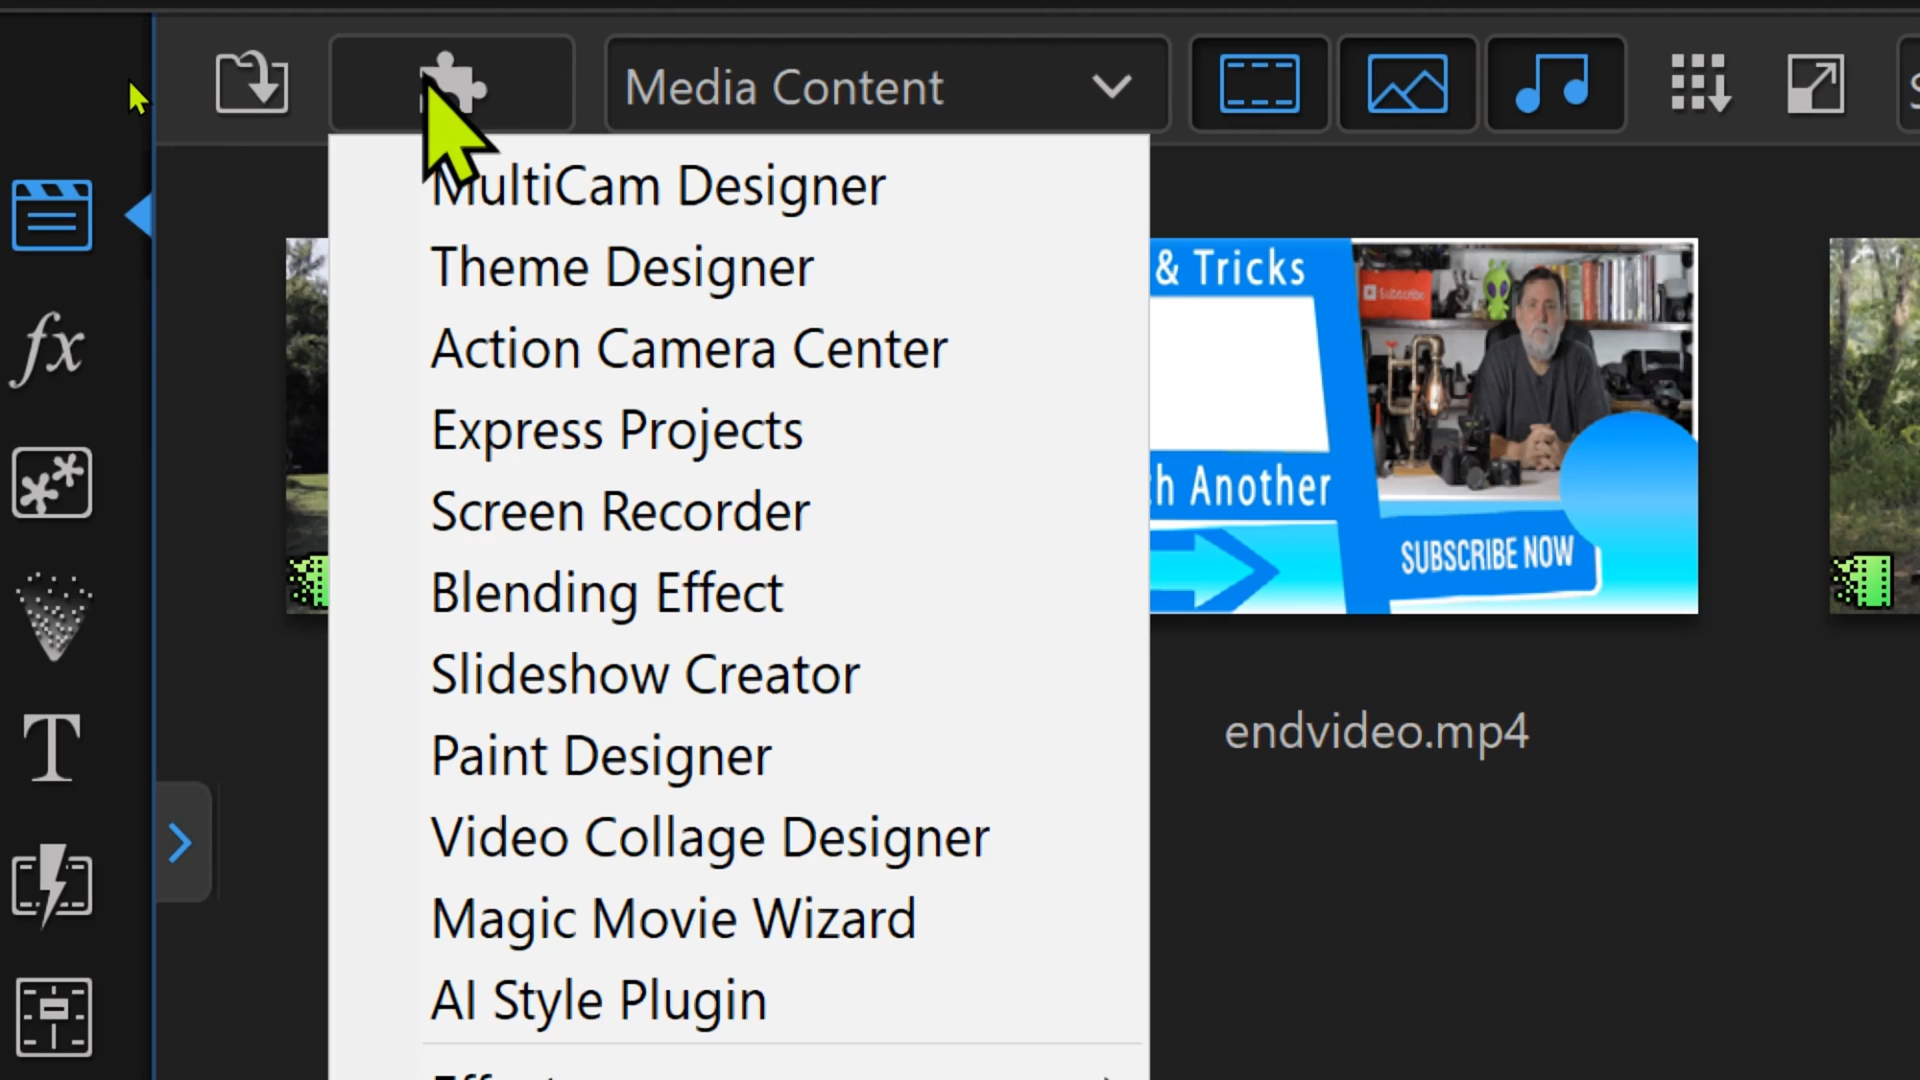 Media Content
MultiCam Designer
Theme Designer
Action Camera Center
Express Projects
Screen Recorder
Blending Effect
Slideshow Creator
Paint Designer
Video Collage Designer
Magic Movie Wizard
AI Style Plugin
fx
T
& Tricks
Subscribe
Another
SUBSCRIBE NOW
endvideo.mp4